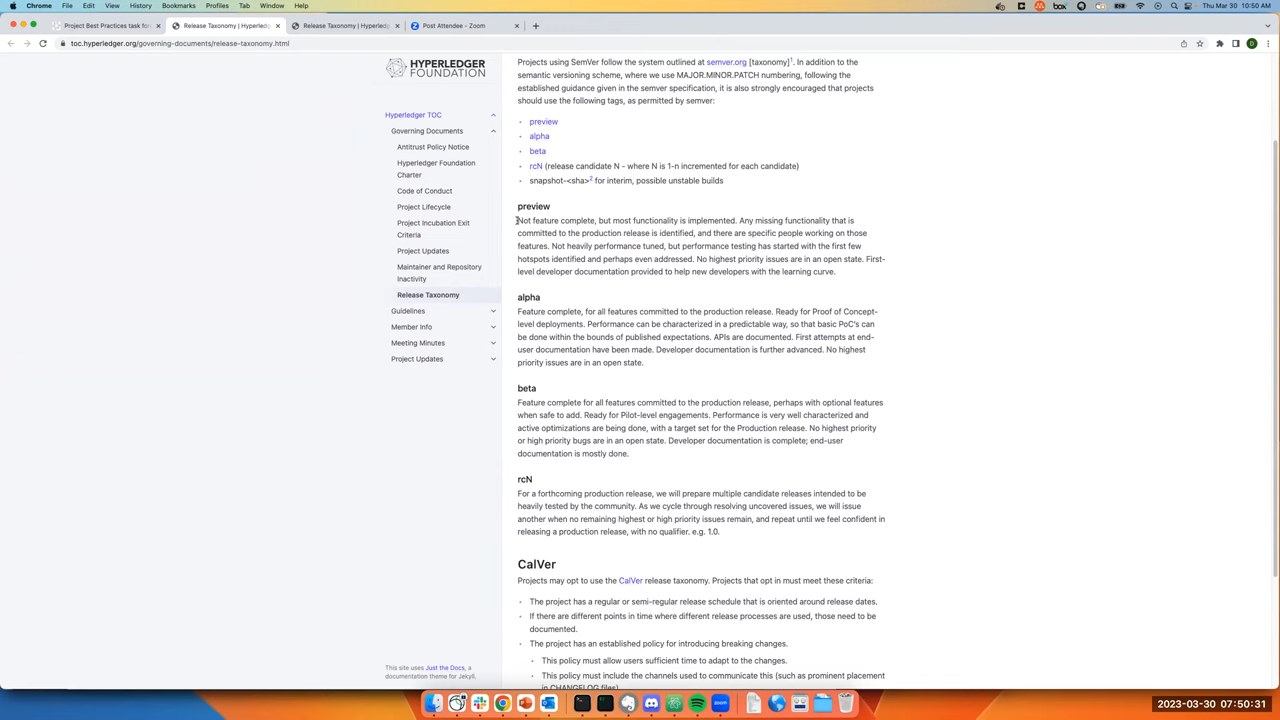 Chrome File Edit View History Bookmarks Profiles Tab Window Help
box
Thu Mar 30 10:50 AM
Project Best Practices task for
Release Taxonomy | Hyperledg
Release Taxonomy | Hyperledg
Post Attendee - Zoom
toc.hyperledger.org/governing-documents/release-taxonomy.html
D
HYPERLEDGER
FOUNDATION
Hyperledger TOC
Governing Documents
Antitrust Policy Notice
Hyperledger Foundation
Charter
Code of Conduct
Project Lifecycle
Project Incubation Exit
Criteria
Project Updates
Maintainer and Repository
Inactivity
Release Taxonomy
Guidelines
Member Info
Meeting Minutes
Project Updates
This site uses Just the Docs, a
documentation theme for Jekyll.
Projects using SemVer follow the system outlined at semver.org [taxonomy]1. In addition to the
semantic versioning scheme, where we use MAJOR.MINOR.PATCH numbering, following the
established guidance given in the semver specification, it is also strongly encouraged that projects
should use the following tags, as permitted by semver:
preview
alpha
beta
rcN (release candidate N - where N is 1-n incremented for each candidate)
snapshot-<sha>2 for interim, possible unstable builds
preview
Not feature complete, but most functionality is implemented. Any missing functionality that is
committed to the production release is identified, and there are specific people working on those
features. Not heavily performance tuned, but performance testing has started with the first few
hotspots identified and perhaps even addressed. No highest priority issues are in an open state. First-
level developer documentation provided to help new developers with the learning curve.
alpha
Feature complete, for all features committed to the production release. Ready for Proof of Concept-
level deployments. Performance can be characterized in a predictable way, so that basic PoC's can
be done within the bounds of published expectations. APIs are documented. First attempts at end-
user documentation have been made. Developer documentation is further advanced. No highest
priority issues are in an open state.
beta
Feature complete for all features committed to the production release, perhaps with optional features
when safe to add. Ready for Pilot-level engagements. Performance is very well characterized and
active optimizations are being done, with a target set for the Production release. No highest priority
or high priority bugs are in an open state. Developer documentation is complete; end-user
documentation is mostly done.
rcN
For a forthcoming production release, we will prepare multiple candidate releases intended to be
heavily tested by the community. As we cycle through resolving uncovered issues, we will issue
another when no remaining highest or high priority issues remain, and repeat until we feel confident in
releasing a production release, with no qualifier. e.g. 1.0.
CalVer
Projects may opt to use the CalVer release taxonomy. Projects that opt in must meet these criteria:
The project has a regular or semi-regular release schedule that is oriented around release dates.
If there are different points in time where different release processes are used, those need to be
documented.
The project has an established policy for introducing breaking changes.
This policy must allow users sufficient time to adapt to the changes.
This policy must include the channels used to communicate this (such as prominent placement
in CHANGELOG files)
zoom
2023-03-30 07:50:31